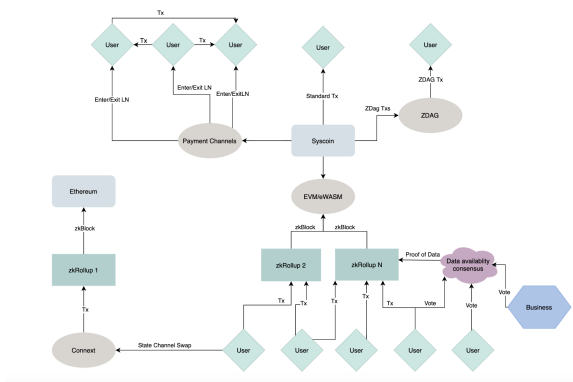 Tx
User
Tx
User
Tx
User
User
User
Enter/Exit LN
Enter/Exit LN
Enter/ExitLN
Standard Tx
ZDAG Tx
ZDag Txs
ZDAG
Payment Channels
Syscoin
Ethereum
EVM/eWASM
zkBlock
zkBlock
zkBlock
zkRollup 1
zkRollup 2
zkRollup N
Proof of Data
Data availablity
consensus
Tx
Tx
Tx
Tx
Tx
Tx
Vote
Vote
Vote
Business
Connext
State Channel Swap
User
User
User
User
User